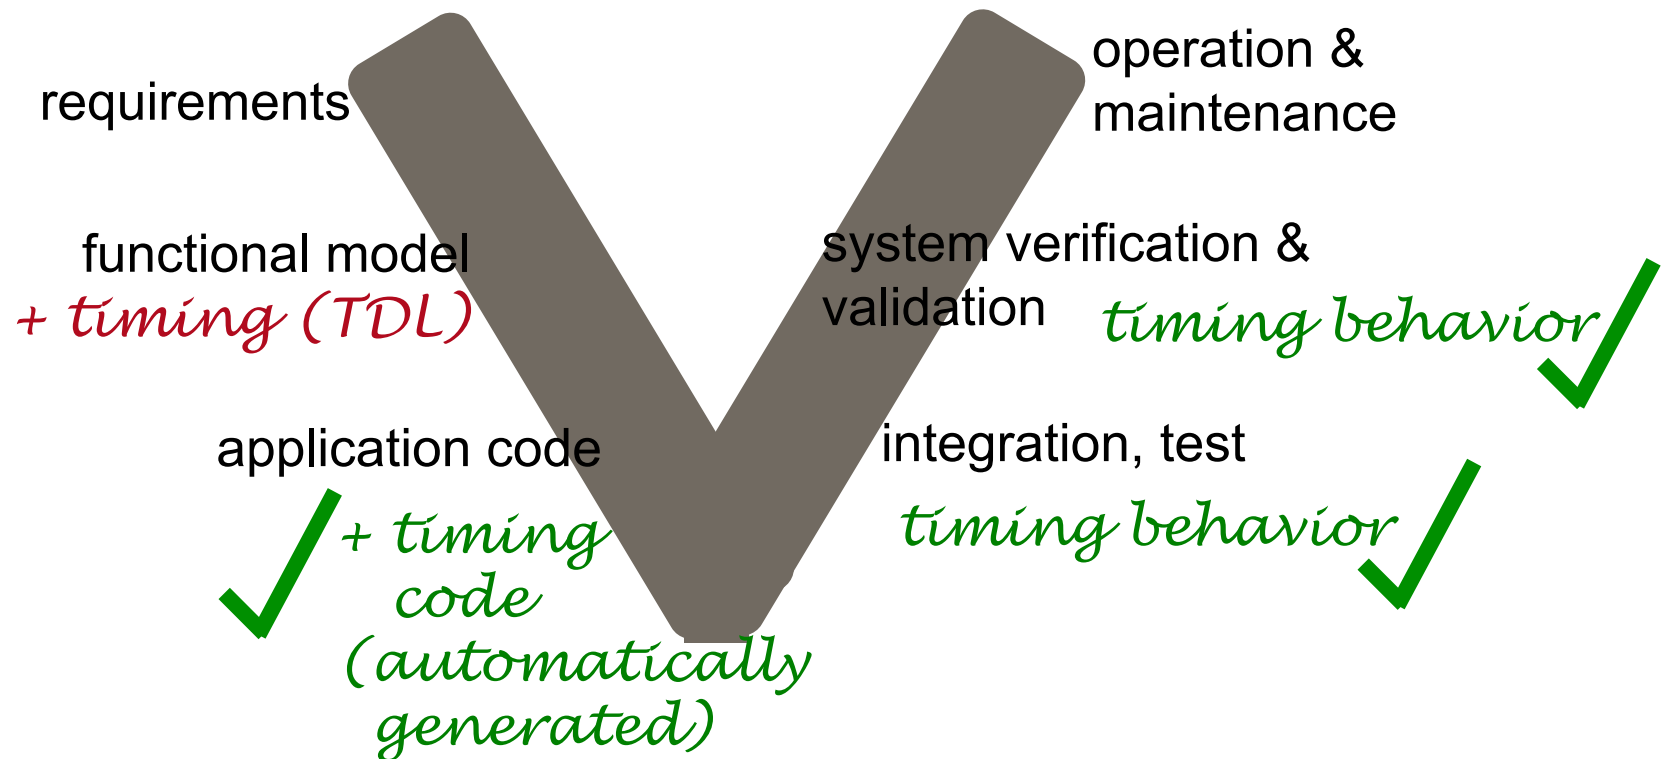 requirements
functional model
+ timing (TDL)
application code
+ timing
code
(automatically
generated)
operation &
maintenance
system verification &
validation
timing behavior
integration, test
timing behavior